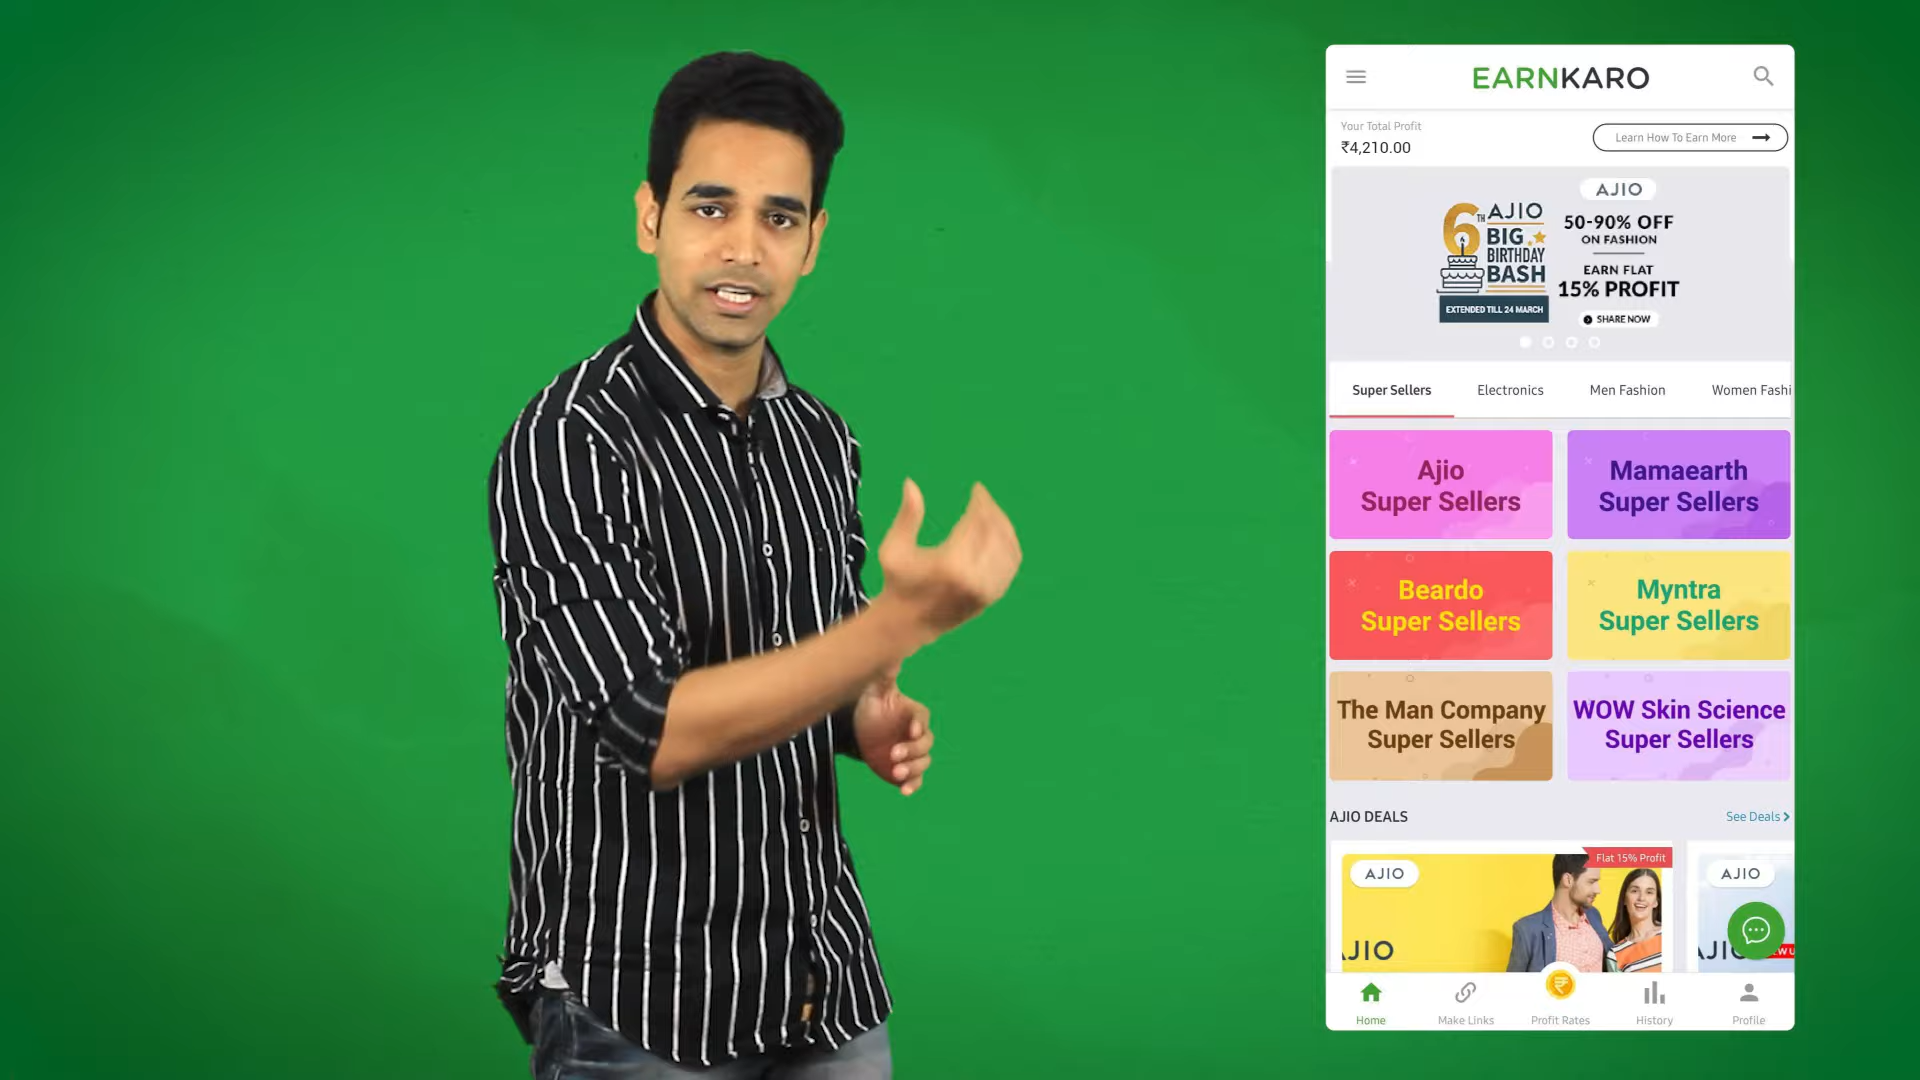 EARNKARO
Your Total Profit
₹4,210.00
Learn How To Earn More
AJIO
6TH AJIO
BIG
BIRTHDAY
BASH
EXTENDED TILL 24 MARCH
50-90% OFF
ON FASHION
EARN FLAT
15% PROFIT
SHARE NOW
Super Sellers
Electronics
Men Fashion
Women Fashi
Ajio
Super Sellers
Mamaearth
Super Sellers
Beardo
Super Sellers
Myntra
Super Sellers
The Man Company
Super Sellers
WOW Skin Science
Super Sellers
AJIO DEALS
See Deals
Flat 15% Profit
AJIO
AJIO
AJIO
Home
Make Links
Profit Rates
History
Profile